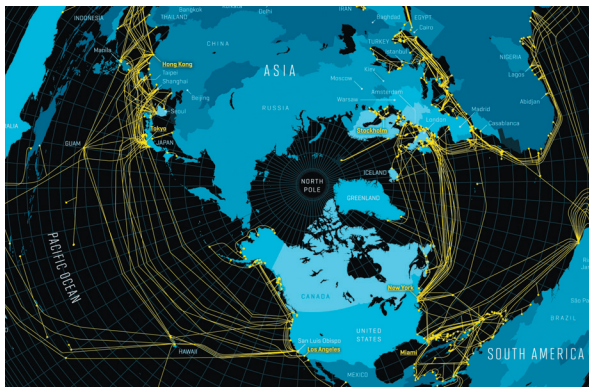 INDONESIA
Bangkok
THAILAND
Delhi
IRAN
Baghdad
EGYPT
Cairo
Manila
CHINA
TURKEY
Istanbul
NIGERIA
Hong Kong
Taiper
Shanghai
ASIA
Lagos
Beijing
Moscow
Kiev
Amsterdam
Warsaw
Abidjan
RUSSIA
Seoul
Madrid
London
Casablanca
Tokyo
Stockholm
GUAM
JAPAN
ICELAND
NORTH
POLE
GREENLAND
PACIFIC OCEAN
CANADA
New York
BRAZIL
San Luis Obispo
UNITED
STATES
HAWAII
Los Angeles
Miami
SOUTH AMERICA
MEXICO